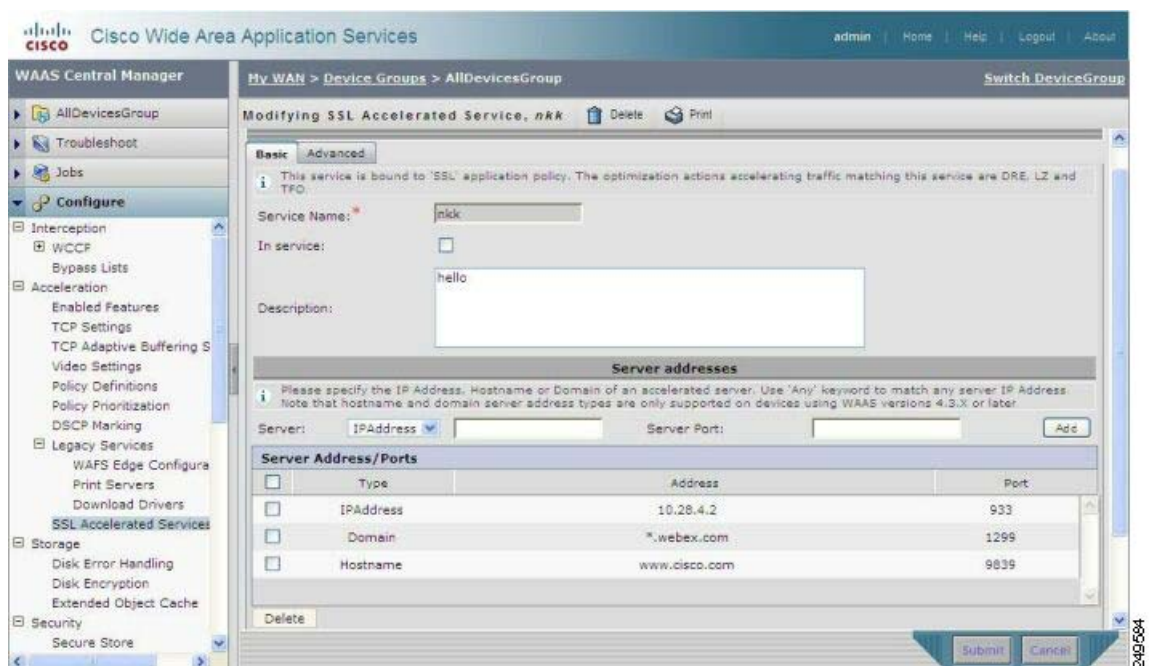 CISCO
Cisco Wide Area Application Services
admin | Home | Help | Logout | About
WAAS Central Manager
My WAN > Device Groups > AllDevicesGroup
Switch DeviceGroup
AllDevicesGroup
Troubleshoot
Jobs
Configure
Interception
WCCP
Bypass Lists
Acceleration
Enabled Features
TCP Settings
TCP Adaptive Buffering S
Video Settings
Policy Definitions
Policy Prioritization
DSCP Marking
Legacy Services
WAFS Edge Configura
Print Servers
Download Drivers
SSL Accelerated Services
Storage
Disk Error Handling
Disk Encryption
Extended Object Cache
Security
Secure Store
Modifying SSL Accelerated Service, nkk
Delete
Print
Basic
Advanced
i This service is bound to 'SSL' application policy. The optimization actions accelerating traffic matching this service are DRE, LZ and
TFO.
Service Name:* nkk
In service:
Description:
hello
Server addresses
i Please specify the IP Address, Hostname or Domain of an accelerated server. Use 'Any' keyword to match any server IP Address.
Note that hostname and domain server address types are only supported on devices using WAAS versions 4.3.X or later
Server: IPAddress Server Port: Add
Server Address/Ports
Type Address Port
IPAddress 10.28.4.2 933
Domain *.webex.com 1299
Hostname www.cisco.com 9839
Delete
Submit Cancel
249584